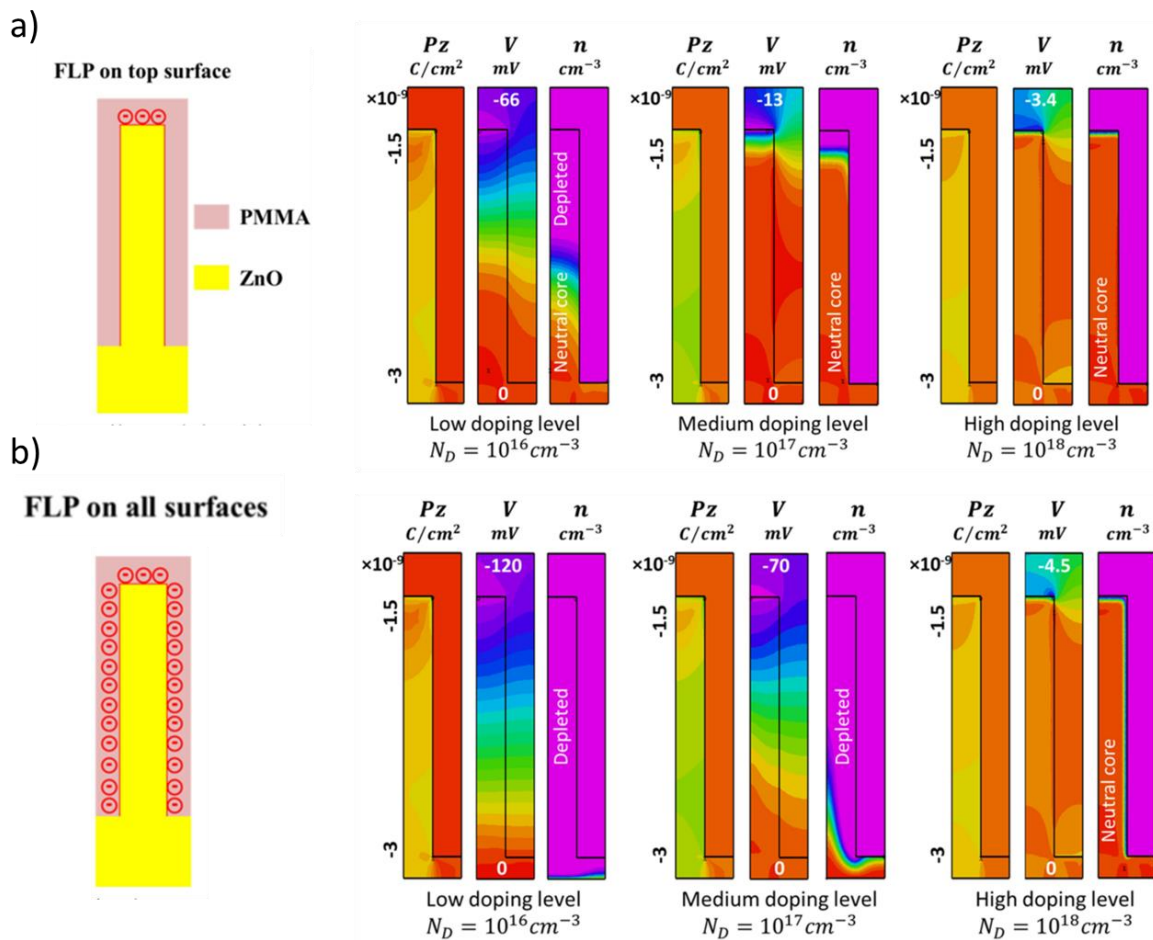 a)
FLP on top surface
PMMA
ZnO
Pz V n
C/cm² mV cm⁻³
×10⁻⁹
-1.5
-3
-66
0
Depleted
Neutral core
Low doping level
N_D = 10¹⁶cm⁻³
Pz V n
C/cm² mV cm⁻³
×10⁻⁹
-1.5
-3
-13
0
Neutral core
Medium doping level
N_D = 10¹⁷cm⁻³
Pz V n
C/cm² mV cm⁻³
×10⁻⁹
-1.5
-3
-3.4
0
Neutral core
High doping level
N_D = 10¹⁸cm⁻³
b)
FLP on all surfaces
Pz V n
C/cm² mV cm⁻³
×10⁻⁹
-1.5
-3
-120
0
Depleted
Low doping level
N_D = 10¹⁶cm⁻³
Pz V n
C/cm² mV cm⁻³
×10⁻⁹
-1.5
-3
-70
0
Depleted
Medium doping level
N_D = 10¹⁷cm⁻³
Pz V n
C/cm² mV cm⁻³
×10⁻⁹
-1.5
-3
-4.5
0
Neutral core
High doping level
N_D = 10¹⁸cm⁻³